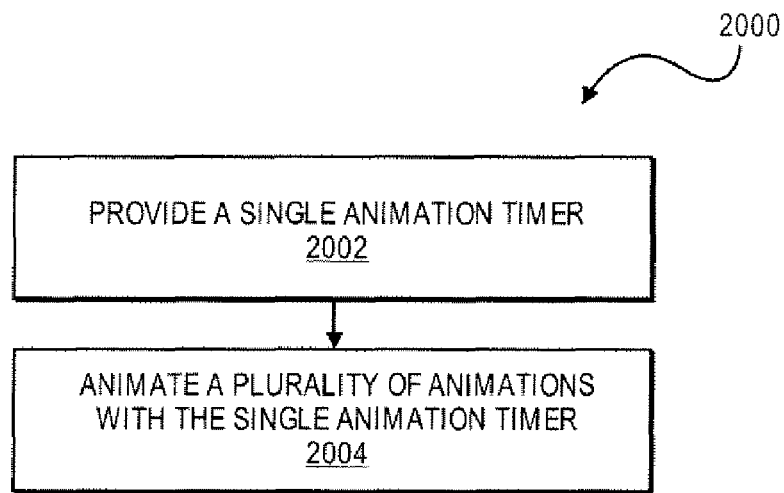 2000
PROVIDE A SINGLE ANIMATION TIMER
2002
ANIMATE A PLURALITY OF ANIMATIONS
WITH THE SINGLE ANIMATION TIMER
2004